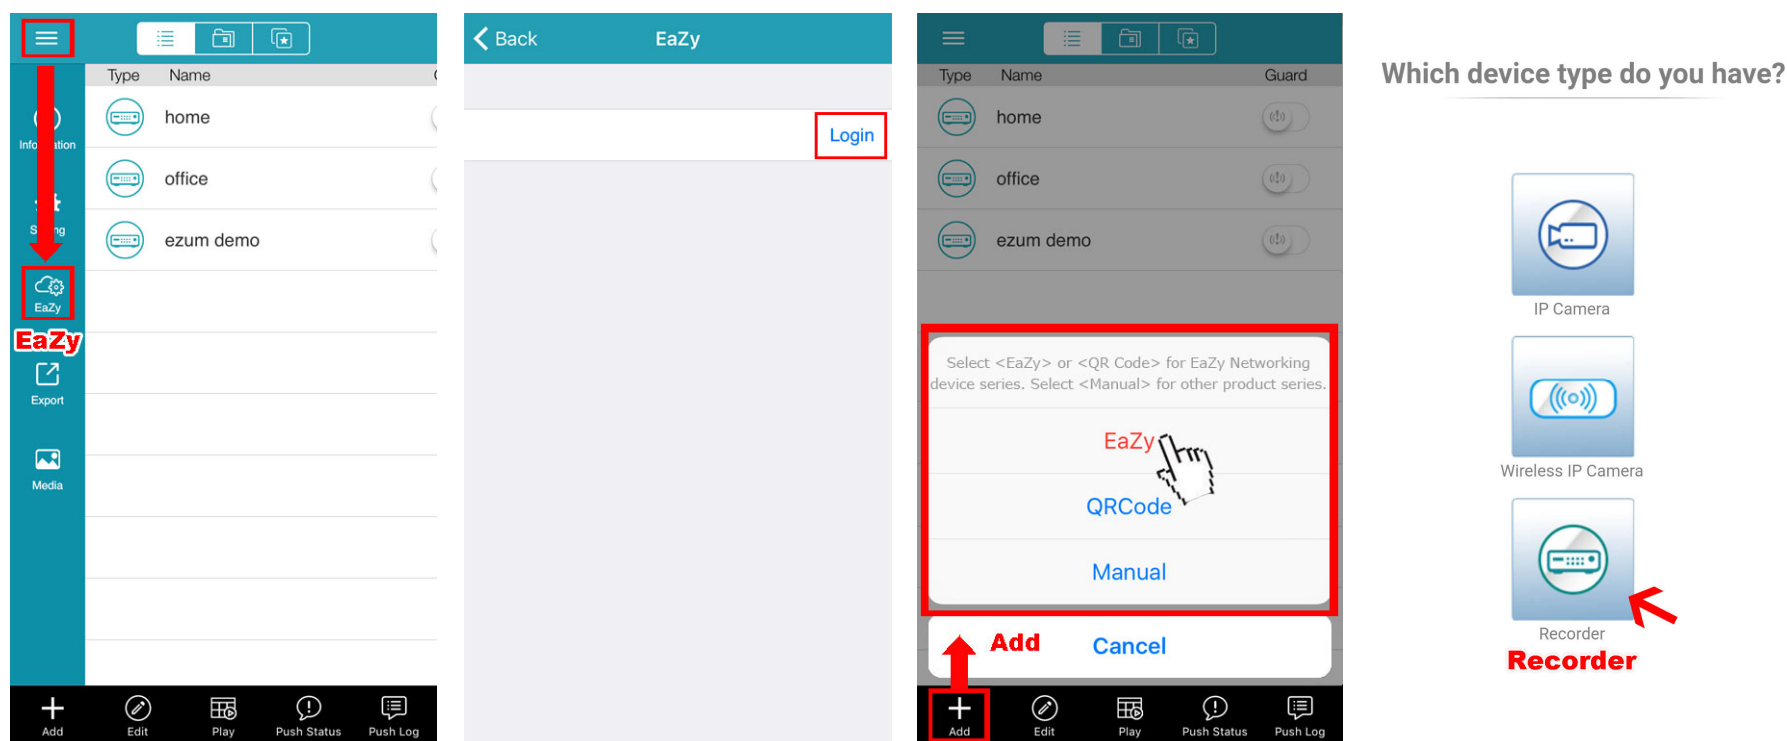 Type Name
home
office
ezum demo
Information
Setting
EaZy
EaZy
Export
Media
Add
Edit
Play
Push Status
Push Log
Back
EaZy
Login
Type Name Guard
home
office
ezum demo
Select <EaZy> or <QR Code> for EaZy Networking
device series. Select <Manual> for other product series.
EaZy
QRCode
Manual
Add
Cancel
Add
Edit
Play
Push Status
Push Log
Which device type do you have?
IP Camera
Wireless IP Camera
Recorder
Recorder